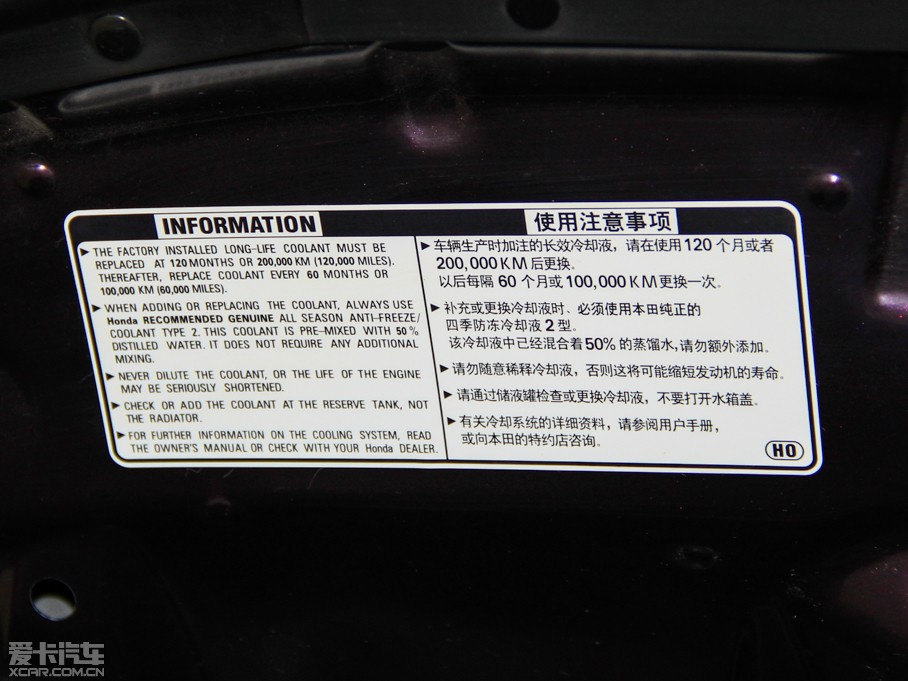 INFORMATION
▶ THE FACTORY INSTALLED LONG-LIFE COOLANT MUST BE
REPLACED AT 120 MONTHS OR 200,000 KM (120,000 MILES).
THEREAFTER, REPLACE COOLANT EVERY 60 MONTHS OR
100,000 KM (60,000 MILES).
▶ WHEN ADDING OR REPLACING THE COOLANT, ALWAYS USE
Honda RECOMMENDED GENUINE ALL SEASON ANTI-FREEZE/
COOLANT TYPE 2. THIS COOLANT IS PRE-MIXED WITH 50%
DISTILLED WATER. IT DOES NOT REQUIRE ANY ADDITIONAL
MIXING.
▶ NEVER DILUTE THE COOLANT, OR THE LIFE OF THE ENGINE
MAY BE SERIOUSLY SHORTENED.
▶ CHECK OR ADD THE COOLANT AT THE RESERVE TANK, NOT
THE RADIATOR.
▶ FOR FURTHER INFORMATION ON THE COOLING SYSTEM, READ
THE OWNER'S MANUAL OR CHECK WITH YOUR Honda DEALER.
使用注意事项
▶ 车辆生产时加注的长效冷却液，请在使用120个月或者
200,000KM后更换。
以后每隔60个月或100,000KM更换一次。
▶ 补充或更换冷却液时、必须使用本田纯正的
四季防冻冷却液2型。
该冷却液中已经混合着50%的蒸馏水,请勿额外添加。
▶ 请勿随意稀释冷却液，否则这将可能缩短发动机的寿命。
▶ 请通过储液罐检查或更换冷却液，不要打开水箱盖。
▶ 有关冷却系统的详细资料，请参阅用户手册，
或向本田的特约店咨询。
HO
爱卡汽车
XCAR.COM.CN